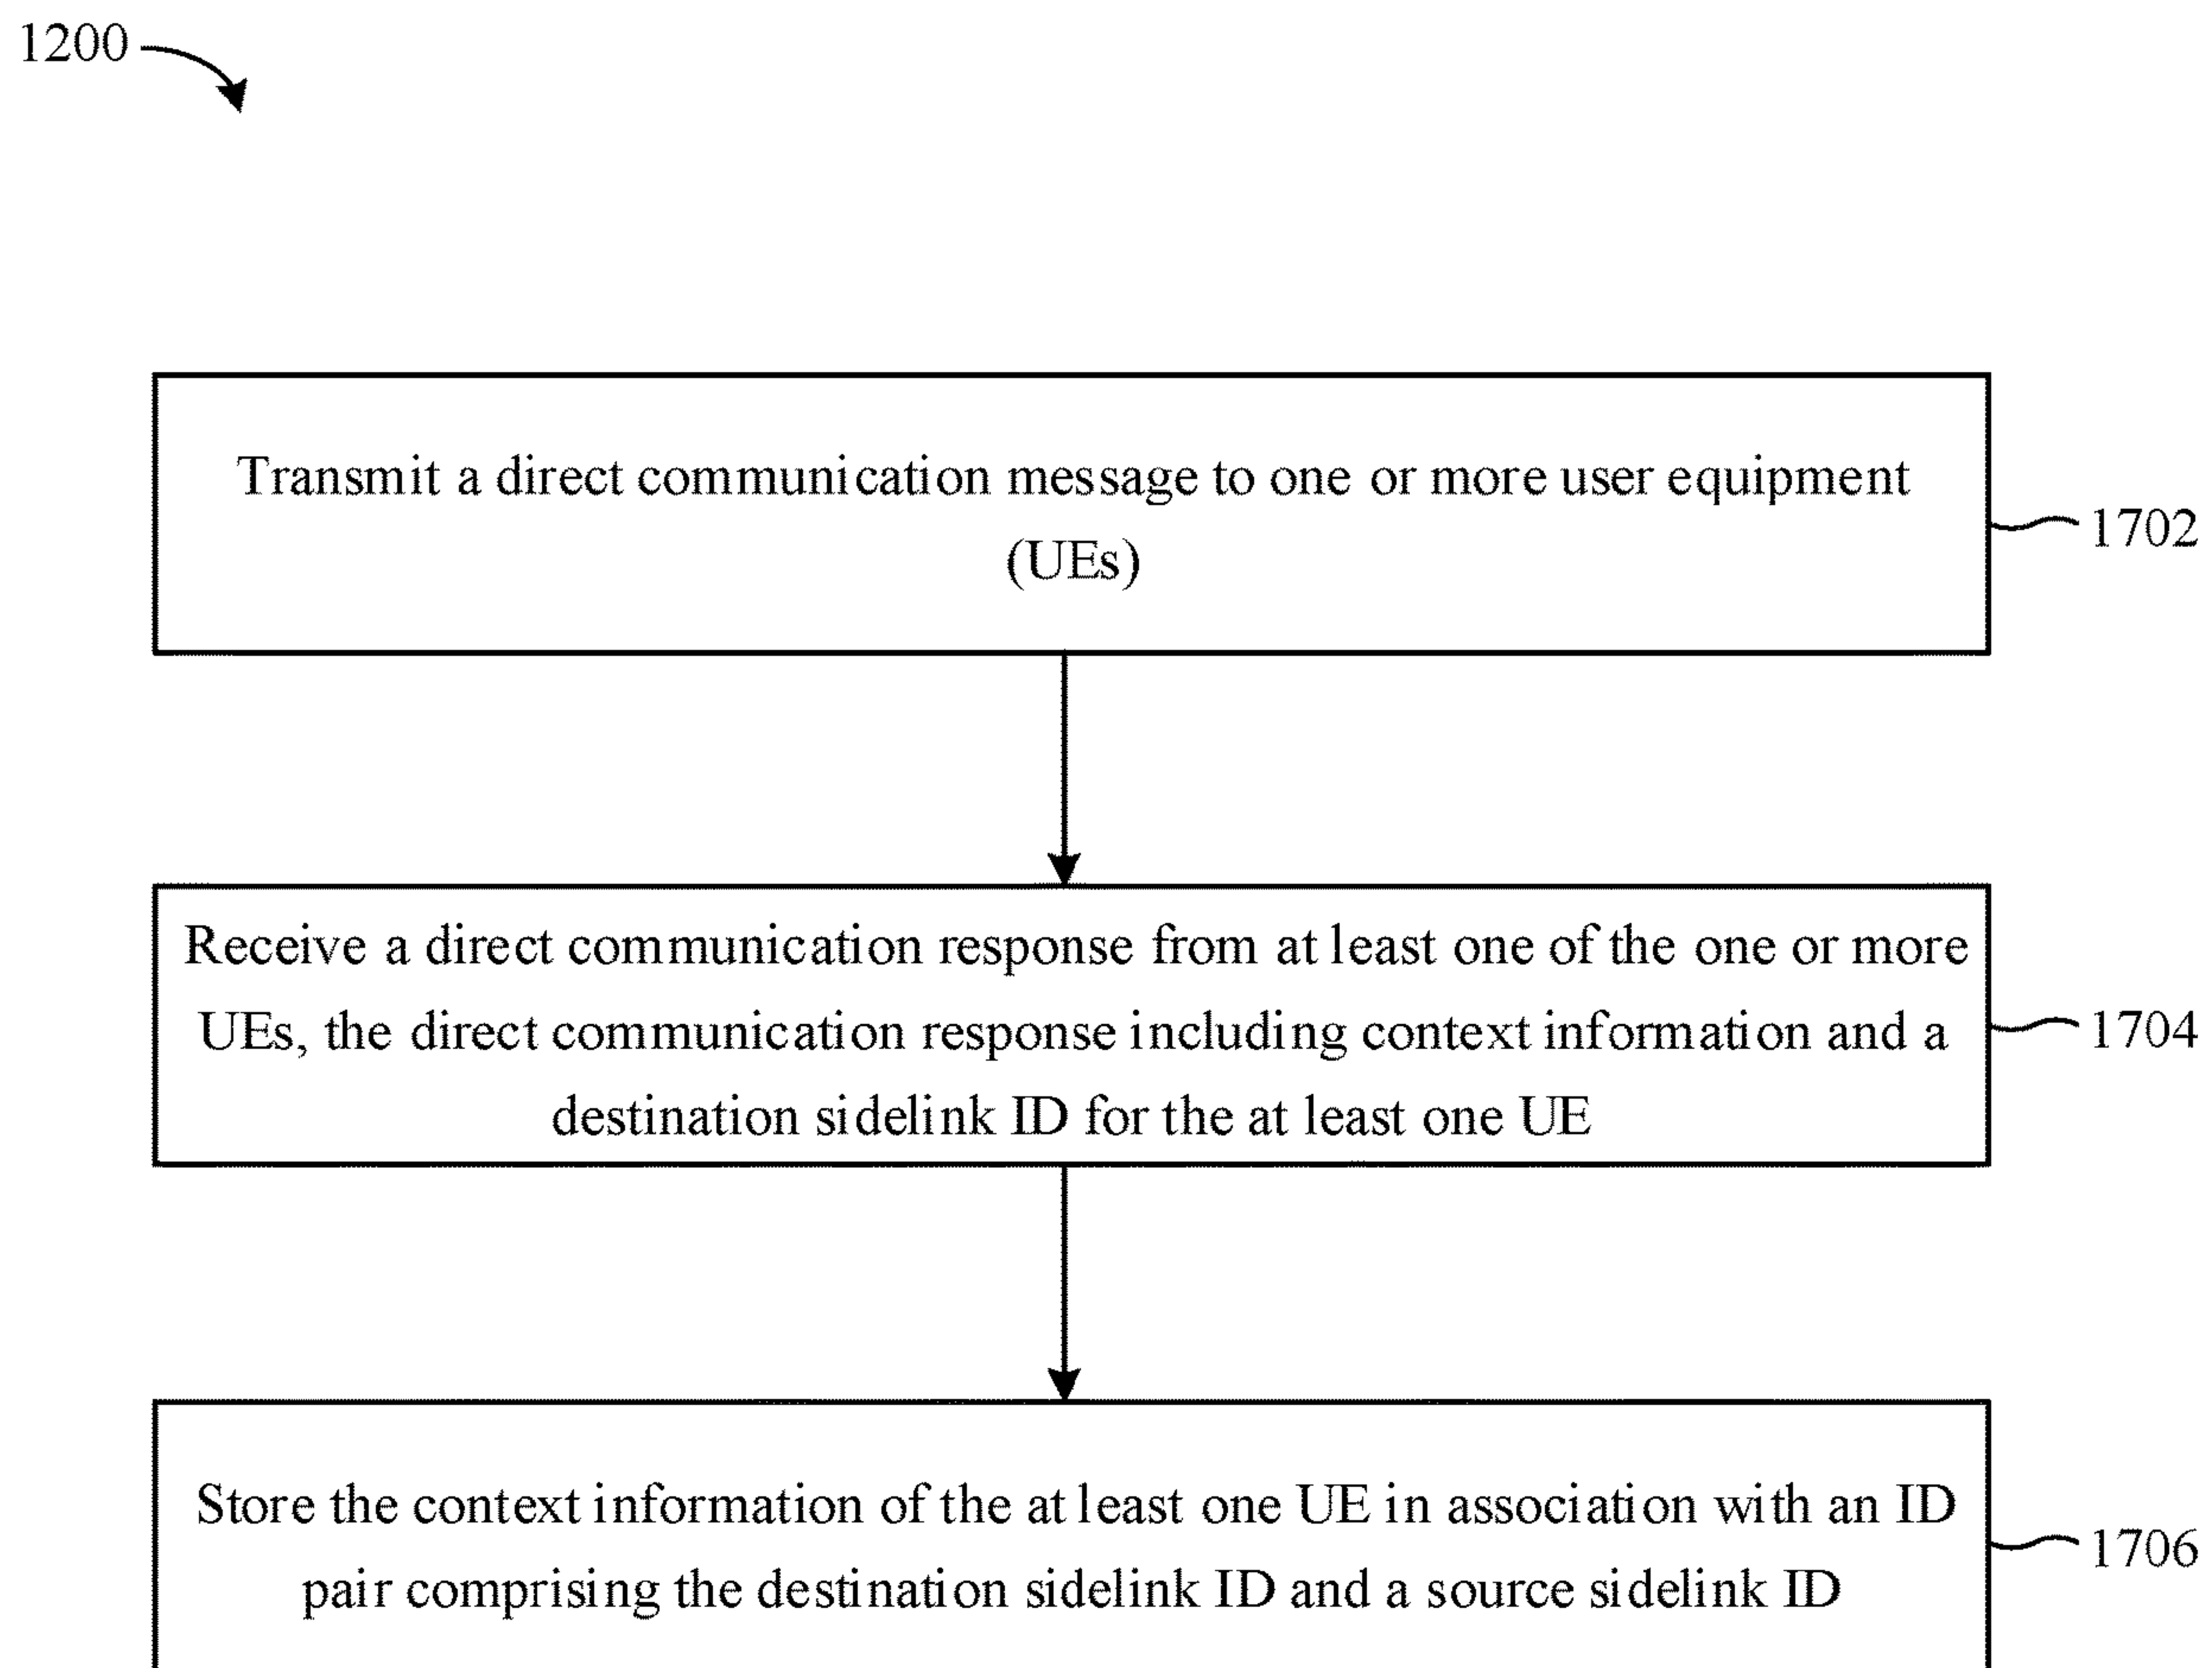 1200
Transmit a direct communication message to one or more user equipment
(UEs)
1702
Receive a direct communication response from at least one of the one or more
UEs, the direct communication response including context information and a
destination sidelink ID for the at least one UE
1704
Store the context information of the at least one UE in association with an ID
pair comprising the destination sidelink ID and a source sidelink ID
1706